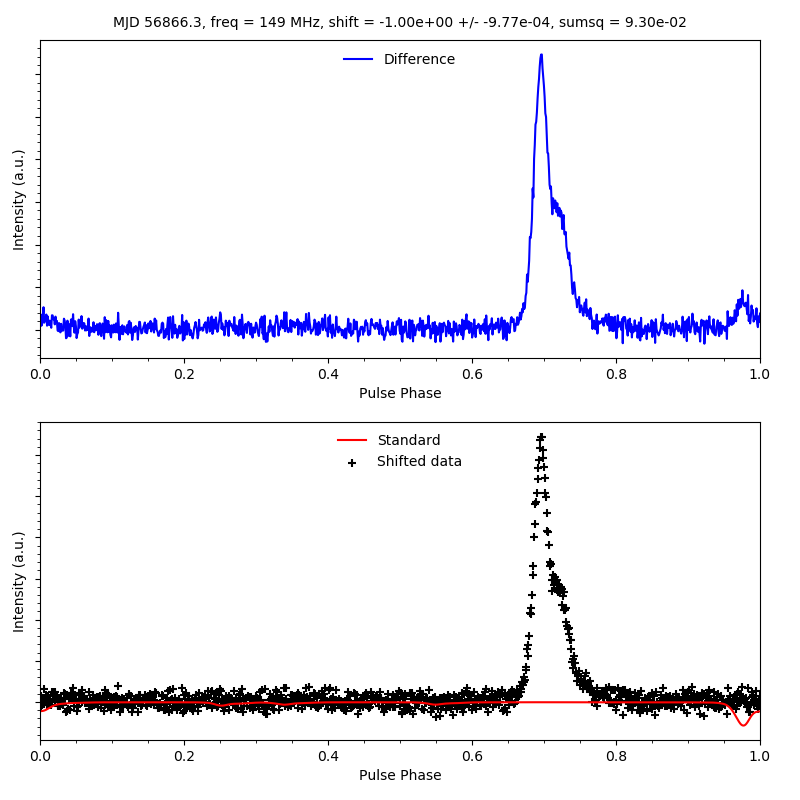 MJD 56866.3, freq = 149 MHz, shift = -1.00e+00 +/- -9.77e-04, sumsq = 9.30e-02
Difference
Intensity (a.u.)
0.0 0.2 0.4 0.6 0.8 1.0
Pulse Phase
Standard
Shifted data
Intensity (a.u.)
0.0 0.2 0.4 0.6 0.8 1.0
Pulse Phase